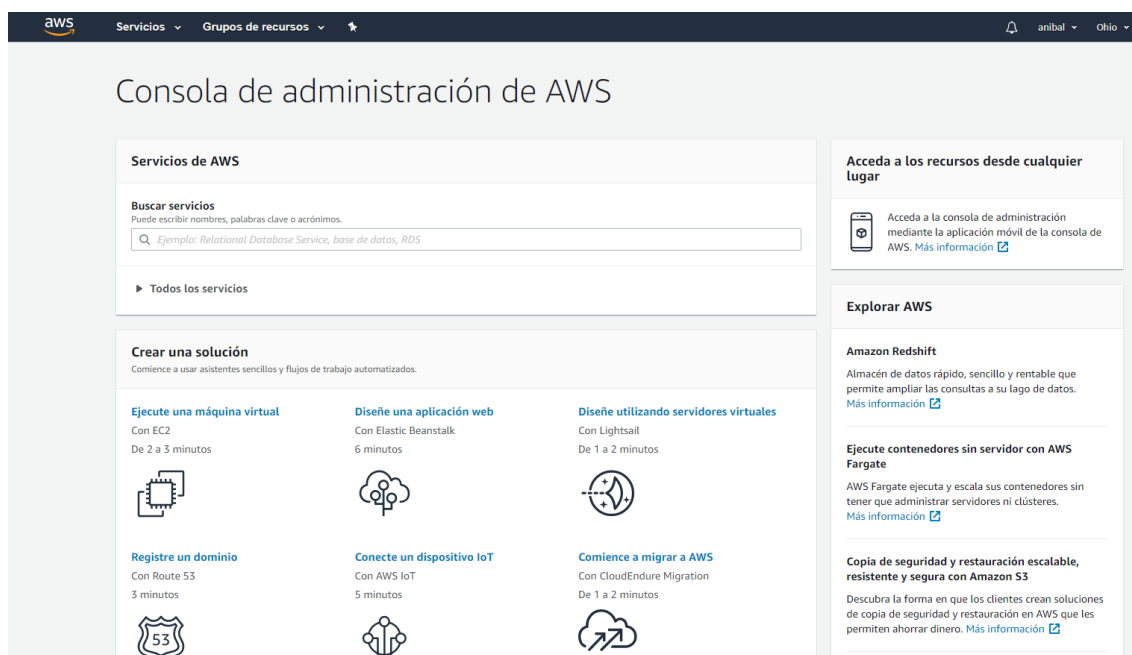 aws Servicios Grupos de recursos anibal Ohio
Consola de administración de AWS
Servicios de AWS
Buscar servicios
Puede escribir nombres, palabras clave o acrónimos.
Ejemplo: Relational Database Service, base de datos, RDS
Todos los servicios
Crear una solución
Comience a usar asistentes sencillos y flujos de trabajo automatizados.
Ejecute una máquina virtual
Con EC2
De 2 a 3 minutos
Diseñe una aplicación web
Con Elastic Beanstalk
6 minutos
Diseñe utilizando servidores virtuales
Con Lightsail
De 1 a 2 minutos
Registre un dominio
Con Route 53
3 minutos
53
Conecte un dispositivo IoT
Con AWS IoT
5 minutos
Comience a migrar a AWS
Con CloudEndure Migration
De 1 a 2 minutos
Acceda a los recursos desde cualquier
lugar
Acceda a la consola de administración
mediante la aplicación móvil de la consola de
AWS. Más información
Explorar AWS
Amazon Redshift
Almacén de datos rápido, sencillo y rentable que
permite ampliar las consultas a su lago de datos.
Más información
Ejecute contenedores sin servidor con AWS
Fargate
AWS Fargate ejecuta y escala sus contenedores sin
tener que administrar servidores ni clústeres.
Más información
Copia de seguridad y restauración escalable,
resistente y segura con Amazon S3
Descubra la forma en que los clientes crean soluciones
de copia de seguridad y restauración en AWS que les
permiten ahorrar dinero. Más información